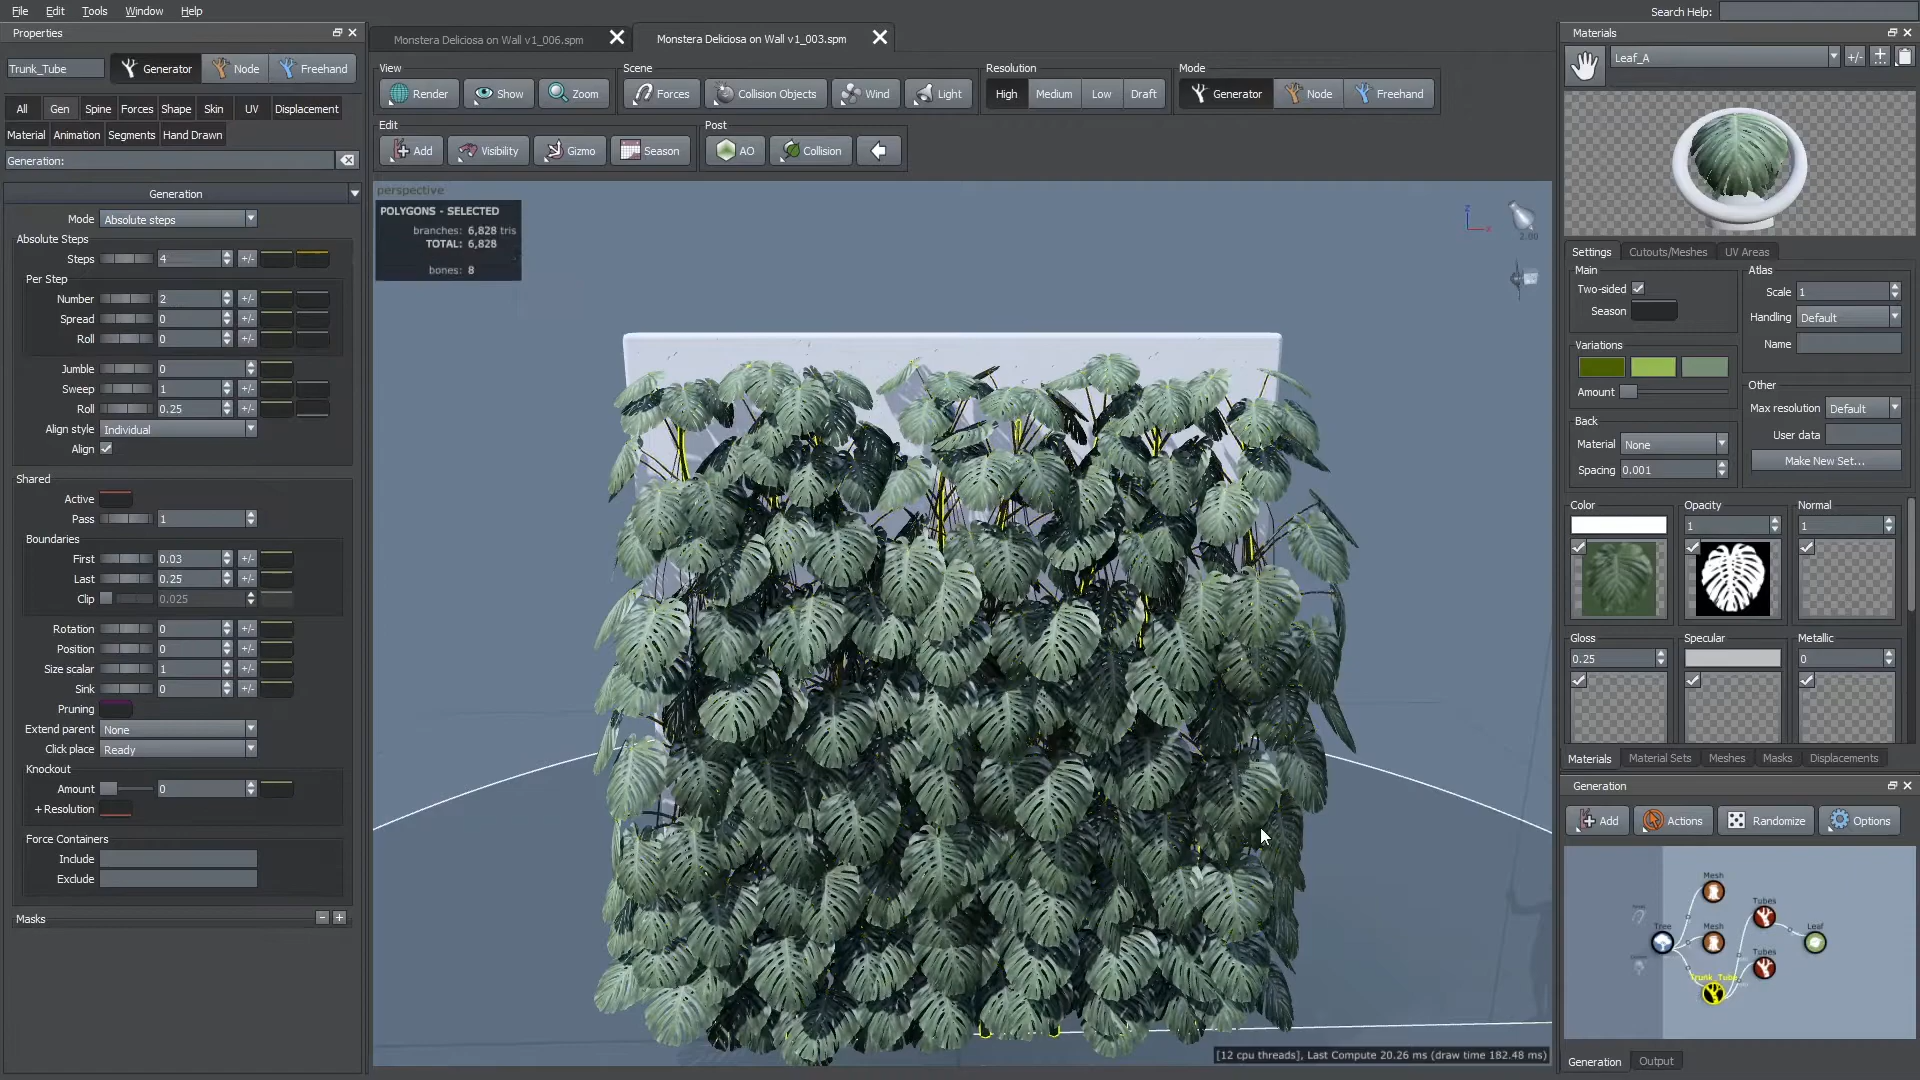 File Edit Tools Window Help
Search Help:
Properties
Trunk_Tube Generator Node Freehand
All Gen Spine Forces Shape Skin UV Displacement
Material Animation Segments Hand Drawn
Generation:
Generation
Mode Absolute steps
Absolute Steps
Steps 4 +/-
Per Step
Number 2 +/-
Spread 0 +/-
Roll 0 +/-
Jumble 0
Sweep 1 +/-
Roll 0.25 +/-
Align style Individual
Align
Shared
Active
Pass 1
Boundaries
First 0.03 +/-
Last 0.25 +/-
Clip 0.025
Rotation 0 +/-
Position 0 +/-
Size scalar 1 +/-
Sink 0 +/-
Pruning
Extend parent None
Click place Ready
Knockout
Amount 0
+ Resolution
Force Containers
Include
Exclude
Masks - +
Monstera Deliciosa on Wall v1_006.spm
Monstera Deliciosa on Wall v1_003.spm
View
Render Show Zoom
Scene
Forces Collision Objects Wind Light
Resolution
High Medium Low Draft
Mode
Generator Node Freehand
Edit
Add Visibility Gizmo Season
Post
AO Collision
perspective
POLYGONS - SELECTED
branches: 6,828 tris
TOTAL: 6,828
bones: 8
z
x
2.00
[12 cpu threads], Last Compute 20.26 ms (draw time 182.48 ms)
Materials
Leaf_A +/-
Settings Cutouts/Meshes UV Areas
Main
Two-sided
Season
Variations
Amount
Back
Material None
Spacing 0.001
Atlas
Scale 1
Handling Default
Name
Other
Max resolution Default
User data
Make New Set...
Color Opacity Normal
1 1
Gloss Specular Metallic
0.25 0
Materials Material Sets Meshes Masks Displacements
Generation
Add Actions Randomize Options
Mesh
Tubes
Tree Mesh Leaf
Tubes
Trunk_Tube
Generation Output